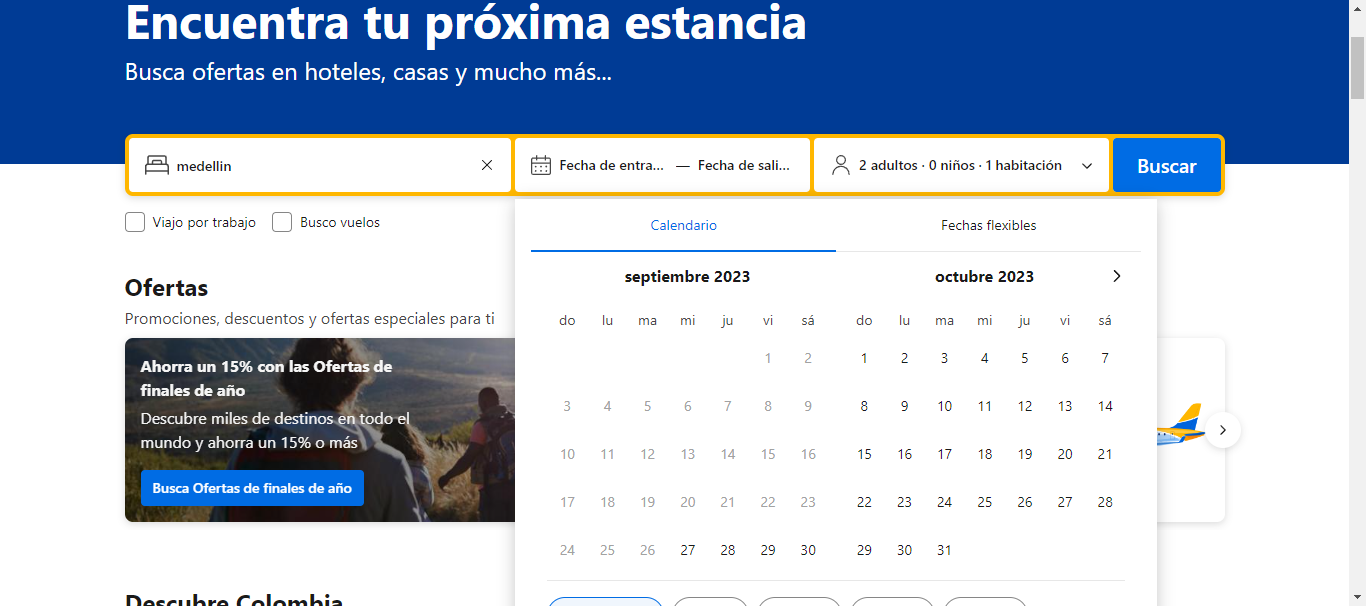 Encuentra tu próxima estancia
Busca ofertas en hoteles, casas y mucho más...
medellin
Fecha de entra... — Fecha de sali...
2 adultos · 0 niños · 1 habitación
Buscar
Viajo por trabajo
Busco vuelos
Calendario
Fechas flexibles
septiembre 2023
do lu ma mi ju vi sá
1 2
3 4 5 6 7 8 9
10 11 12 13 14 15 16
17 18 19 20 21 22 23
24 25 26 27 28 29 30
octubre 2023
do lu ma mi ju vi sá
1 2 3 4 5 6 7
8 9 10 11 12 13 14
15 16 17 18 19 20 21
22 23 24 25 26 27 28
29 30 31
Ofertas
Promociones, descuentos y ofertas especiales para ti
Ahorra un 15% con las Ofertas de
finales de año
Descubre miles de destinos en todo el
mundo y ahorra un 15% o más
Busca Ofertas de finales de año
Descubre Colombia